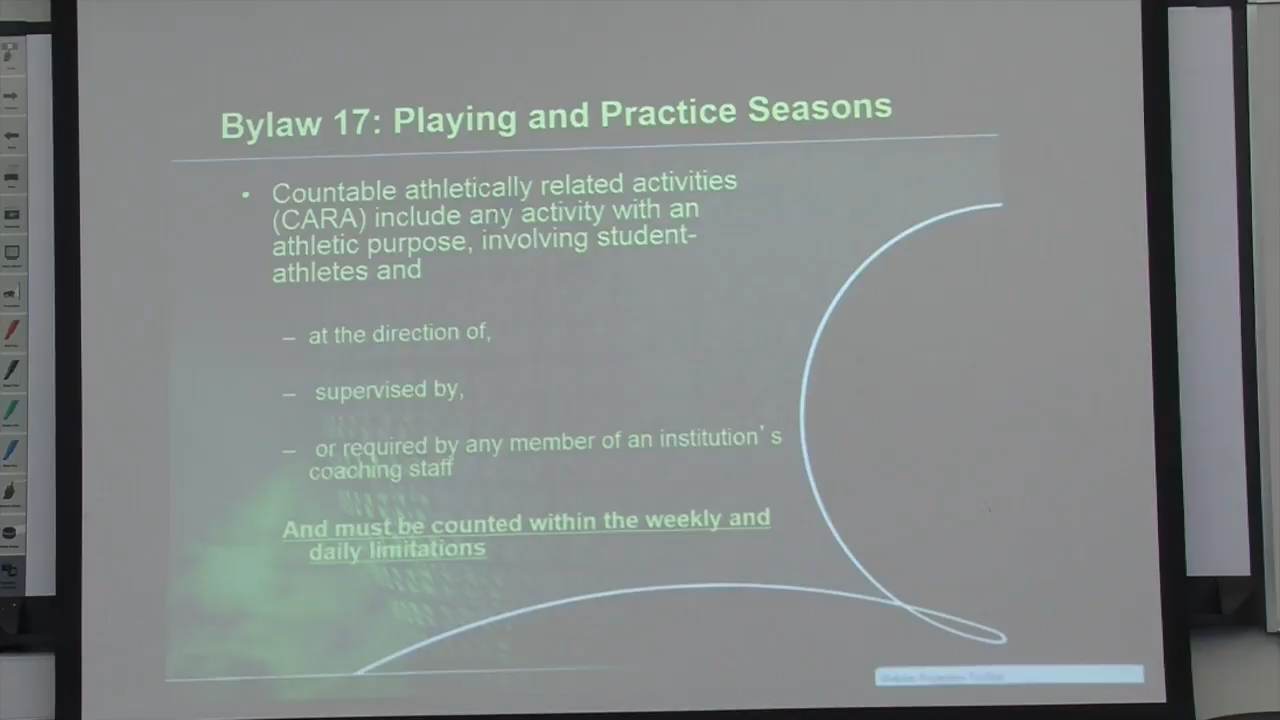 Bylaw 17: Playing and Practice Seasons
• Countable athletically related activities
(CARA) include any activity with an
athletic purpose, involving student-
athletes and
– at the direction of,
– supervised by,
– or required by any member of an institution's
coaching staff
And must be counted within the weekly and
daily limitations